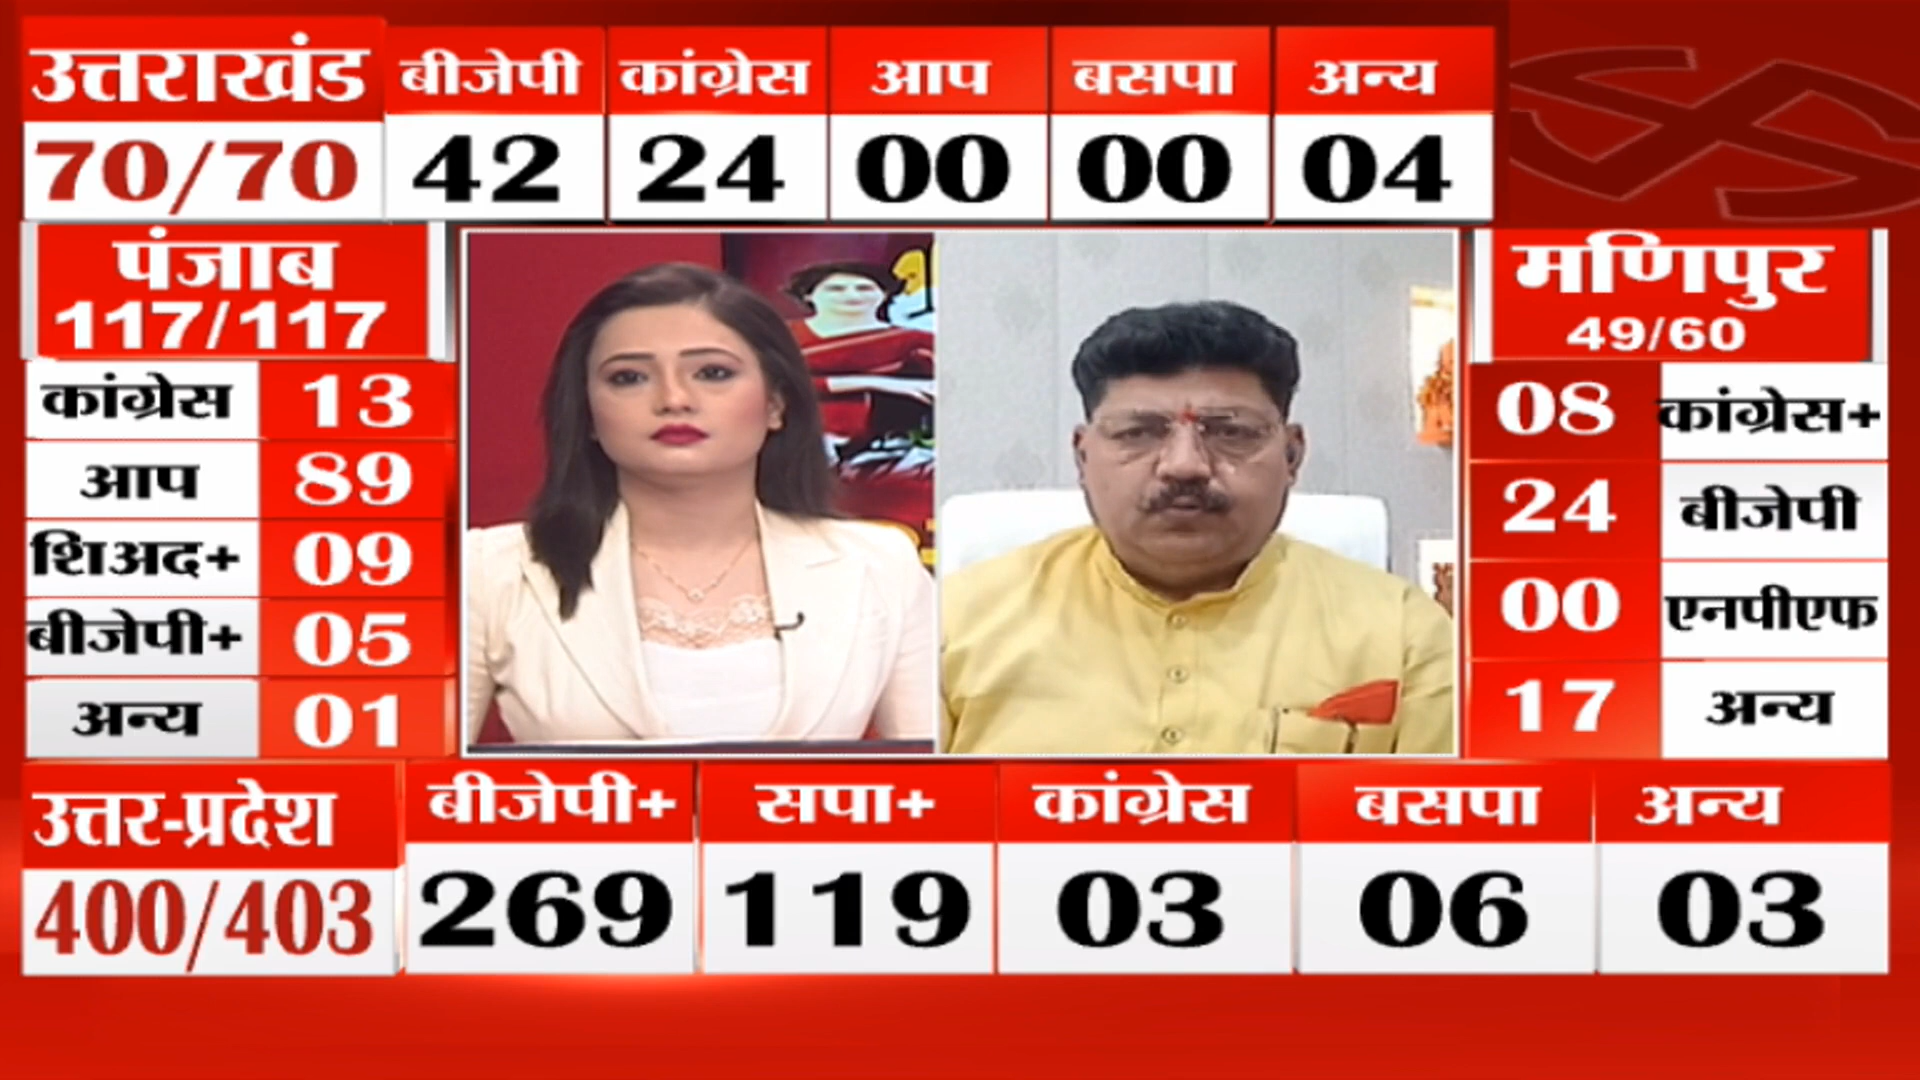 उत्तराखंड बीजेपी कांग्रेस आप बसपा अन्य
70/70 42 24 00 00 04
पंजाब
117/117
कांग्रेस 13
आप 89
शिअद+ 09
बीजेपी+ 05
अन्य 01
मणिपुर
49/60
08 कांग्रेस+
24 बीजेपी
00 एनपीएफ
17 अन्य
उत्तर-प्रदेश बीजेपी+ सपा+ कांग्रेस बसपा अन्य
400/403 269 119 03 06 03